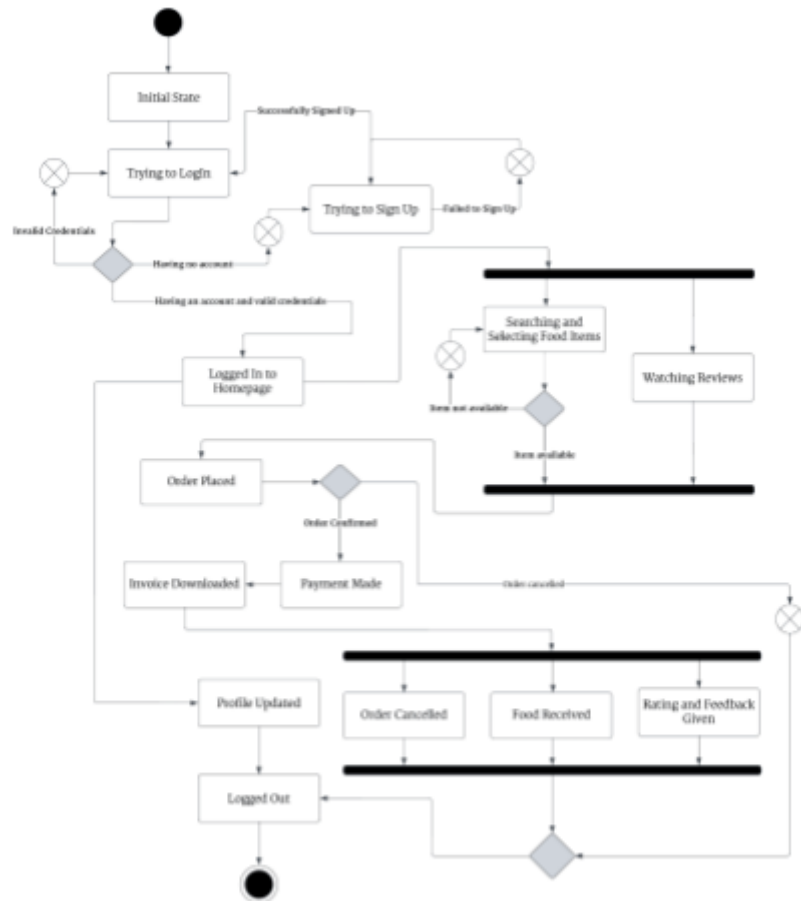 Initial State
Successfully Signed Up
Trying to LogIn
Trying to Sign Up
Failed to Sign Up
Invalid Credentials
Having no account
Having an account and valid credentials
Searching and
Selecting Food Items
Logged In to
Homepage
Watching Reviews
Item not available
Item available
Order Placed
Order Confirmed
Invoice Downloaded
Payment Made
Order cancelled
Profile Updated
Order Cancelled
Food Received
Rating and Feedback
Given
Logged Out